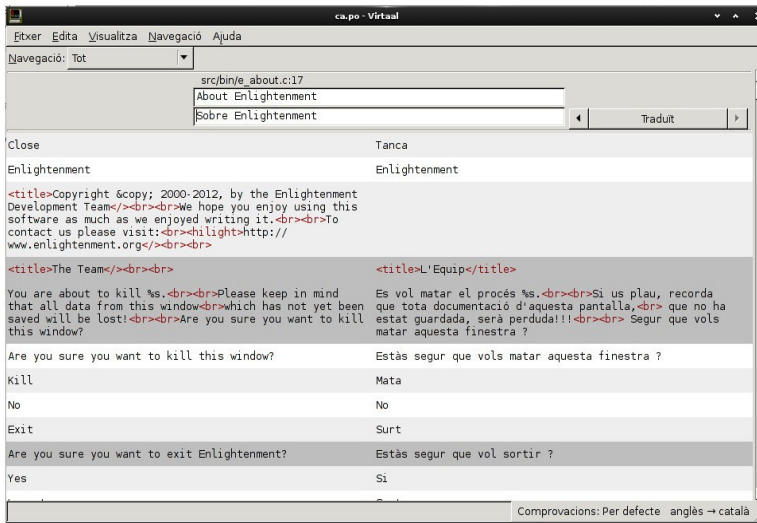 ca.po - Virtaal
Fitxer Edita Visualitza Navegació Ajuda
Navegació: Tot
src/bin/e_about.c:17
About Enlightenment
Sobre Enlightenment
Traduït
Close Tanca
Enlightenment Enlightenment
<title>Copyright &copy; 2000-2012, by the Enlightenment
Development Team</><br><br>We hope you enjoy using this
software as much as we enjoyed writing it.<br><br>To
contact us please visit:<br><hilight>http://
www.enlightenment.org</><br><br>
<title>The Team</><br><br> <title>L'Equip</title>
You are about to kill %s.<br><br>Please keep in mind
that all data from this window<br>which has not yet been
saved will be lost!<br><br>Are you sure you want to kill
this window?
Es vol matar el procés %s.<br><br>Si us plau, recorda
que tota documentació d'aquesta pantalla,<br> que no ha
estat guardada, serà perduda!!!<br><br> Segur que vols
matar aquesta finestra ?
Are you sure you want to kill this window? Estàs segur que vols matar aquesta finestra ?
Kill Mata
No No
Exit Surt
Are you sure you want to exit Enlightenment? Estàs segur que vol sortir ?
Yes Si
Comprovacions: Per defecte anglès → català